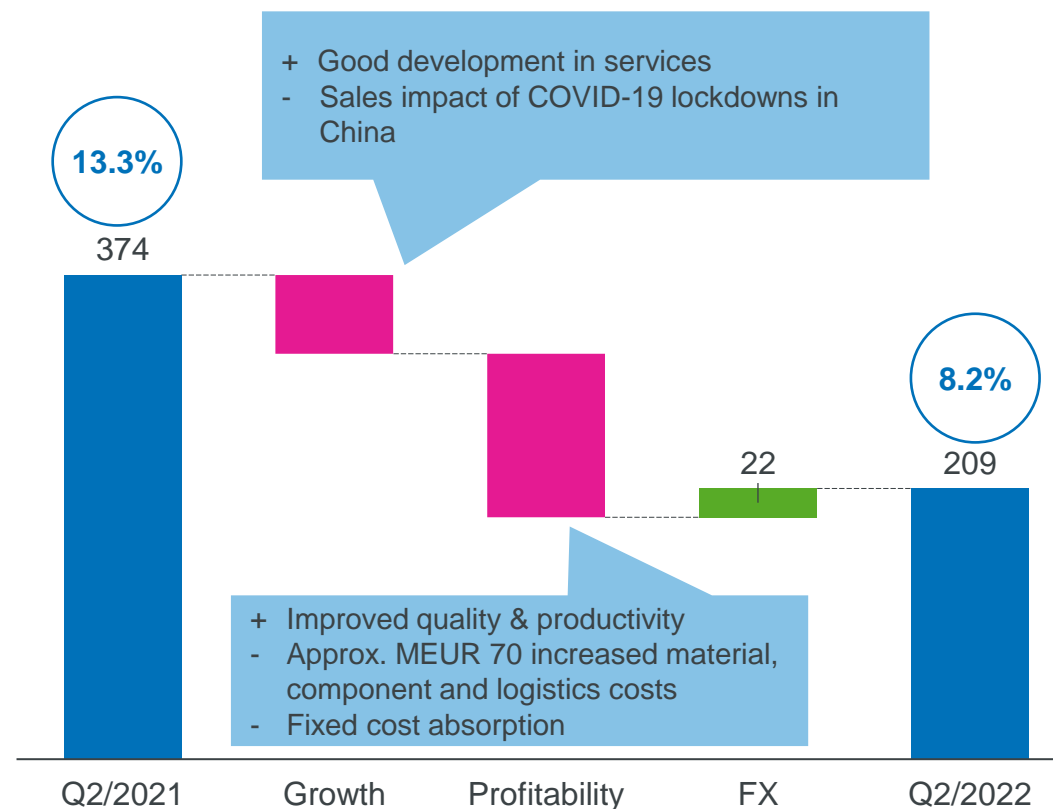 + Good development in services
- Sales impact of COVID-19 lockdowns in
China
13.3%
374
8.2%
22
209
+ Improved quality & productivity
- Approx. MEUR 70 increased material,
component and logistics costs
- Fixed cost absorption
Q2/2021 Growth Profitability FX Q2/2022